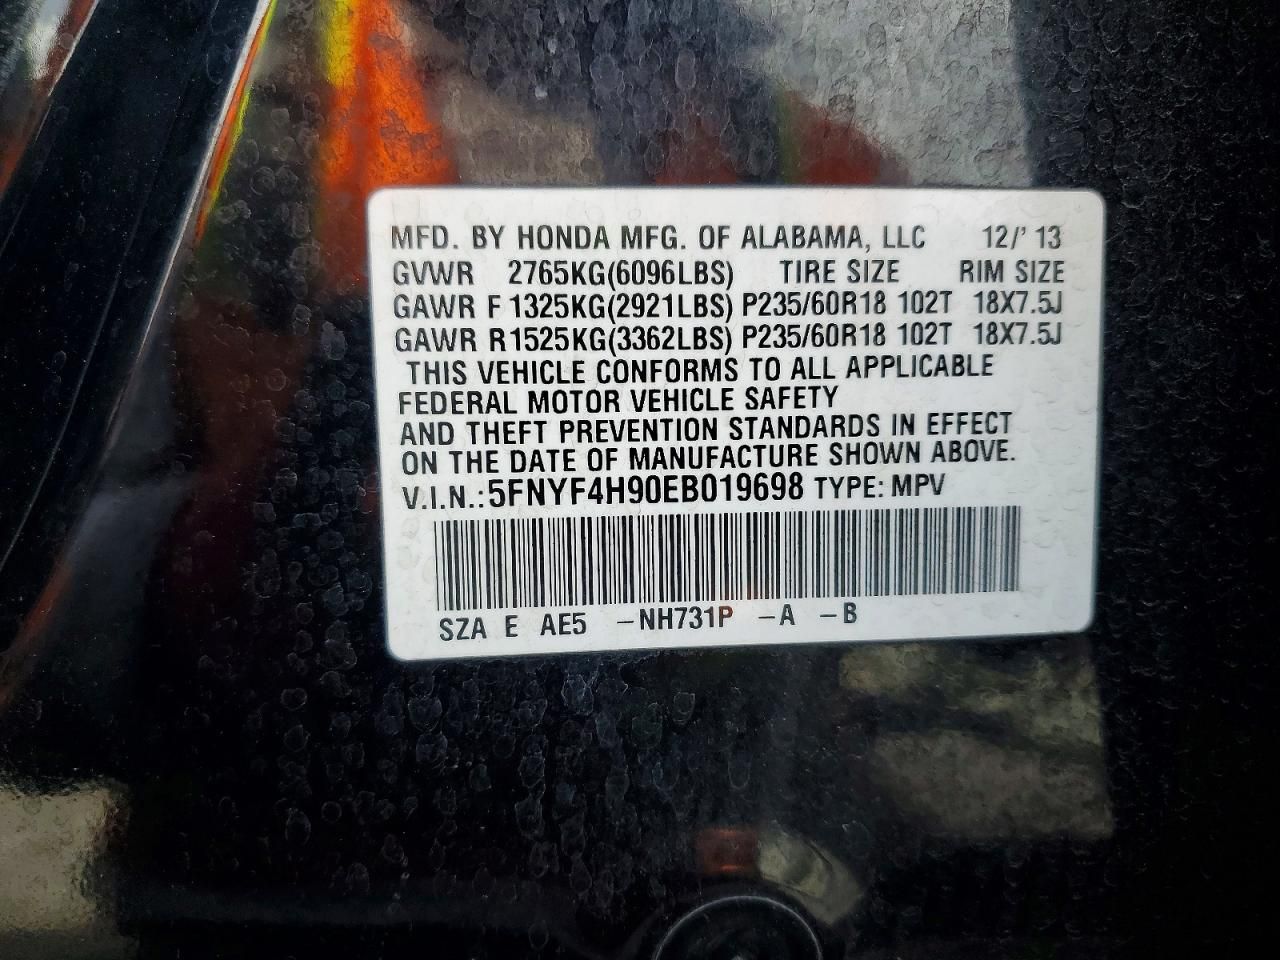 MFD. BY HONDA MFG. OF ALABAMA, LLC 12/'13
GVWR 2765KG(6096LBS) TIRE SIZE RIM SIZE
GAWR F 1325KG(2921LBS) P235/60R18 102T 18X7.5J
GAWR R1525KG(3362LBS) P235/60R18 102T 18X7.5J
THIS VEHICLE CONFORMS TO ALL APPLICABLE
FEDERAL MOTOR VEHICLE SAFETY
AND THEFT PREVENTION STANDARDS IN EFFECT
ON THE DATE OF MANUFACTURE SHOWN ABOVE.
V.I.N.:5FNYF4H90EB019698 TYPE: MPV
SZA E AE5 -NH731P -A -B